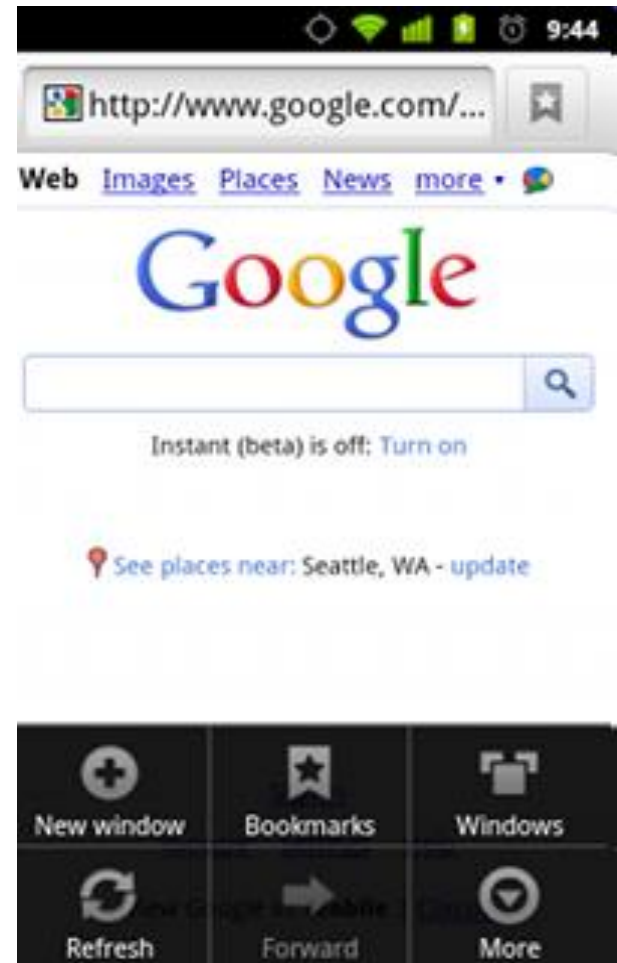 9:44
http://www.google.com/...
Web Images Places News more
Google
Instant (beta) is off: Turn on
See places near: Seattle, WA - update
New window Bookmarks Windows
Refresh Forward More